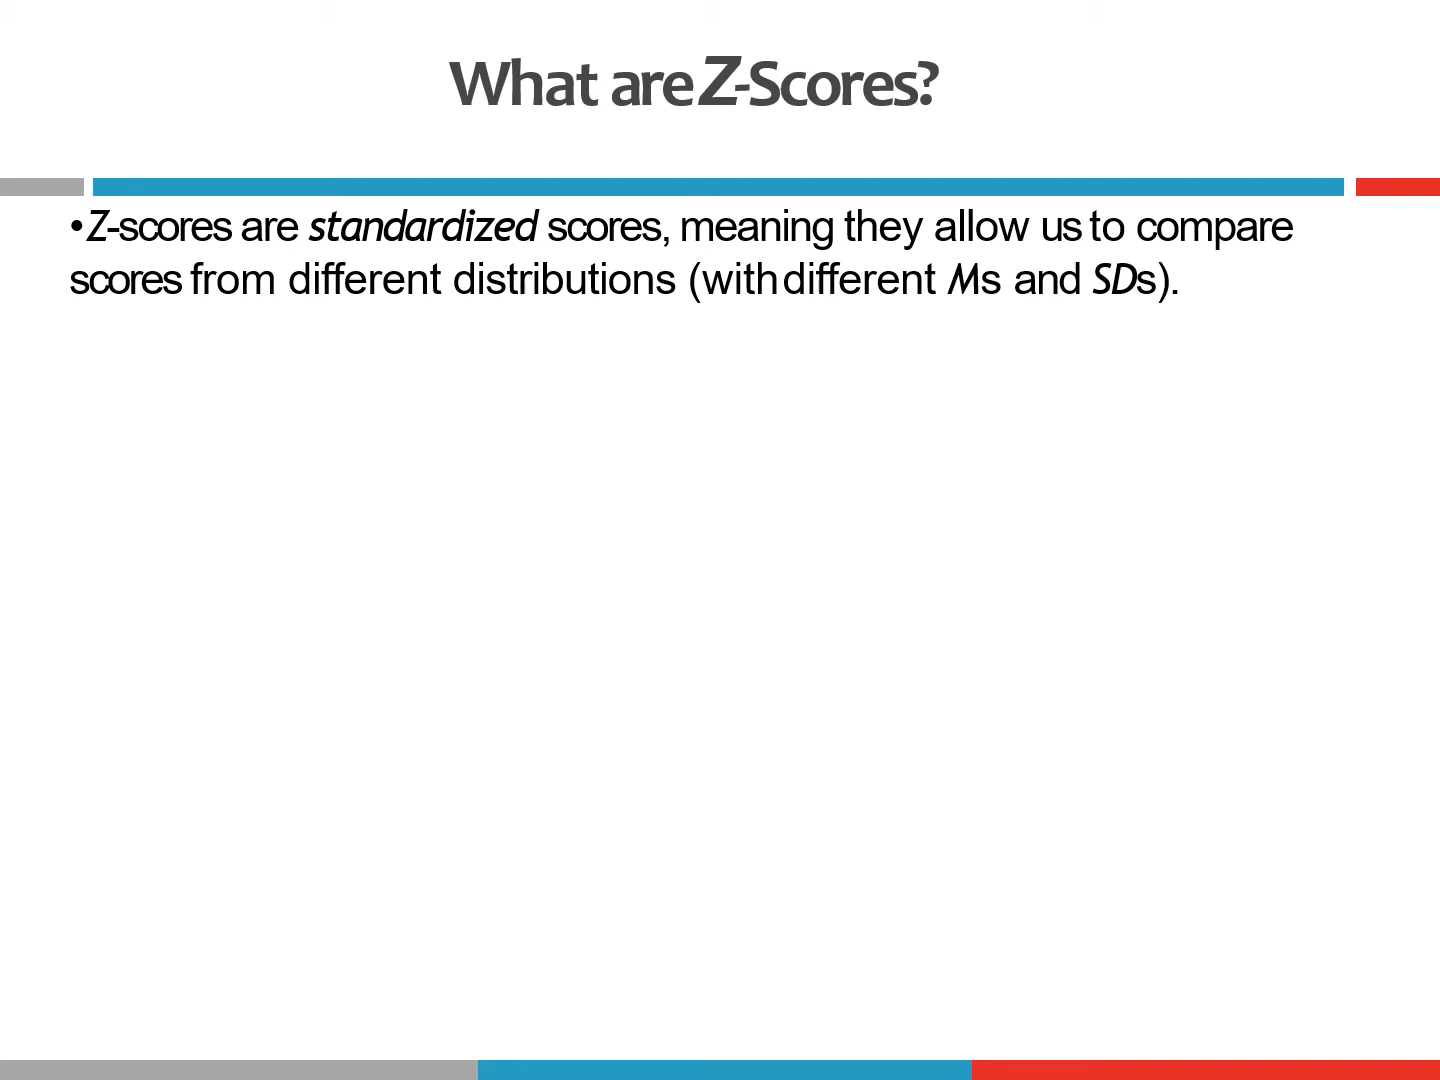 What are Z-Scores?
•Z-scores are standardized scores, meaning they allow us to compare
scores from different distributions (with different Ms and SDs).